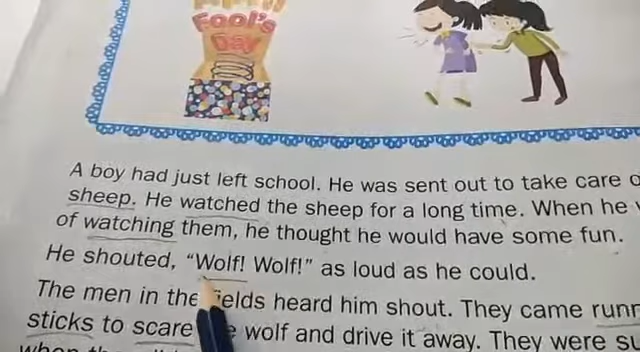 April
Fool's
Day
A boy had just left school. He was sent out to take care
sheep. He watched the sheep for a long time. When he
of watching them, he thought he would have some fun.
He shouted, "Wolf! Wolf!" as loud as he could.
The men in the fields heard him shout. They came
sticks to scare wolf and drive it away. They were
when